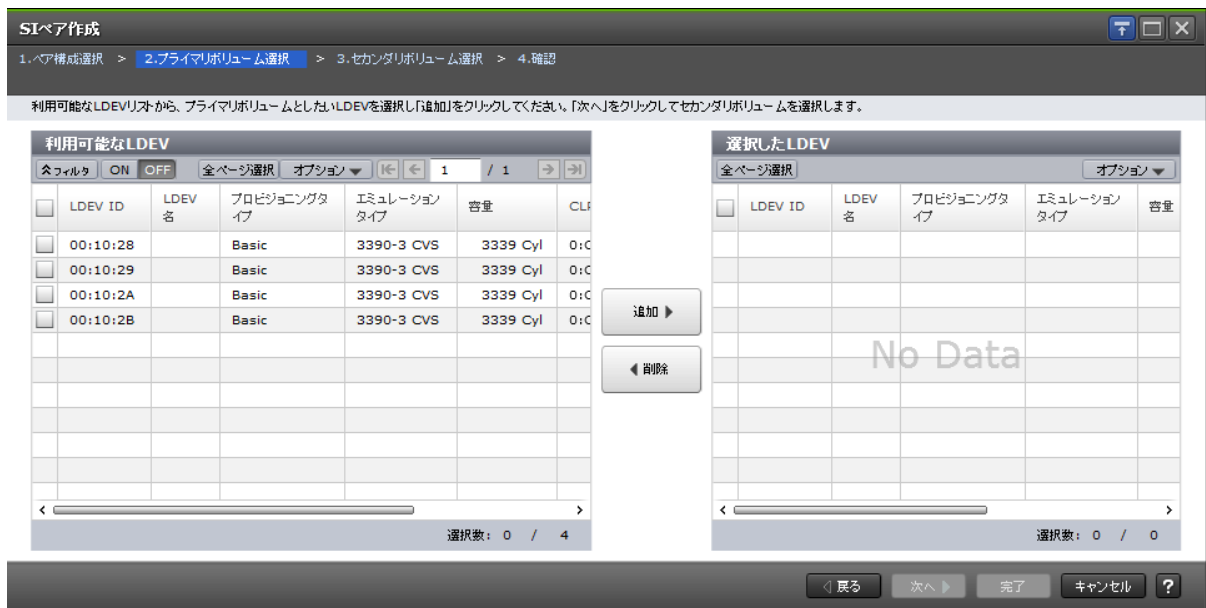 SIペア作成
1.ペア構成選択 > 2.プライマリボリューム選択 > 3.セカンダリボリューム選択 > 4.確認
利用可能なLDEVリストから、プライマリボリュームとしたいLDEVを選択し「追加」をクリックしてください。「次へ」をクリックしてセカンダリボリュームを選択します。
利用可能なLDEV
フィルタ ON OFF 全ページ選択 オプション 1 / 1
LDEV ID LDEV名 プロビジョニングタイプ エミュレーションタイプ 容量
00:10:28 Basic 3390-3 CVS 3339 Cyl
00:10:29 Basic 3390-3 CVS 3339 Cyl
00:10:2A Basic 3390-3 CVS 3339 Cyl
00:10:2B Basic 3390-3 CVS 3339 Cyl
選択数: 0 / 4
追加
削除
選択したLDEV
全ページ選択 オプション
LDEV ID LDEV名 プロビジョニングタイプ エミュレーションタイプ 容量
No Data
選択数: 0 / 0
戻る 次へ 完了 キャンセル ?